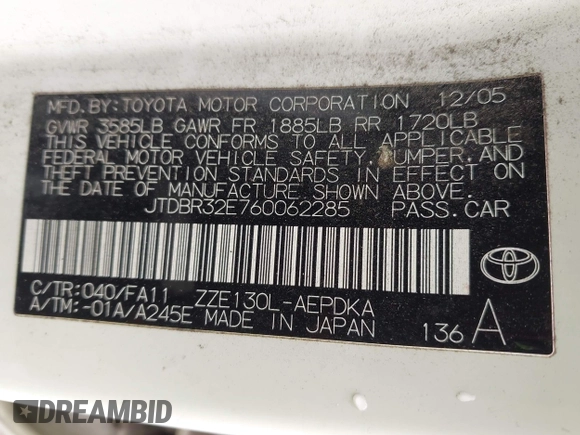 MFD. BY: TOYOTA MOTOR CORPORATION 12/05
GVWR 3585LB GAWR FR 1885LB RR 1720LB
THIS VEHICLE CONFORMS TO ALL APPLICABLE
FEDERAL MOTOR VEHICLE SAFETY, BUMPER, AND
THEFT PREVENTION STANDARDS IN EFFECT ON
THE DATE OF MANUFACTURE SHOWN ABOVE.
JTDBR32E760062285 PASS. CAR
C/TR: 040/FA11 ZZE130L-AEPDKA
A/TM: -01A/A245E MADE IN JAPAN
136 A
TOYOTA
DREAMBID